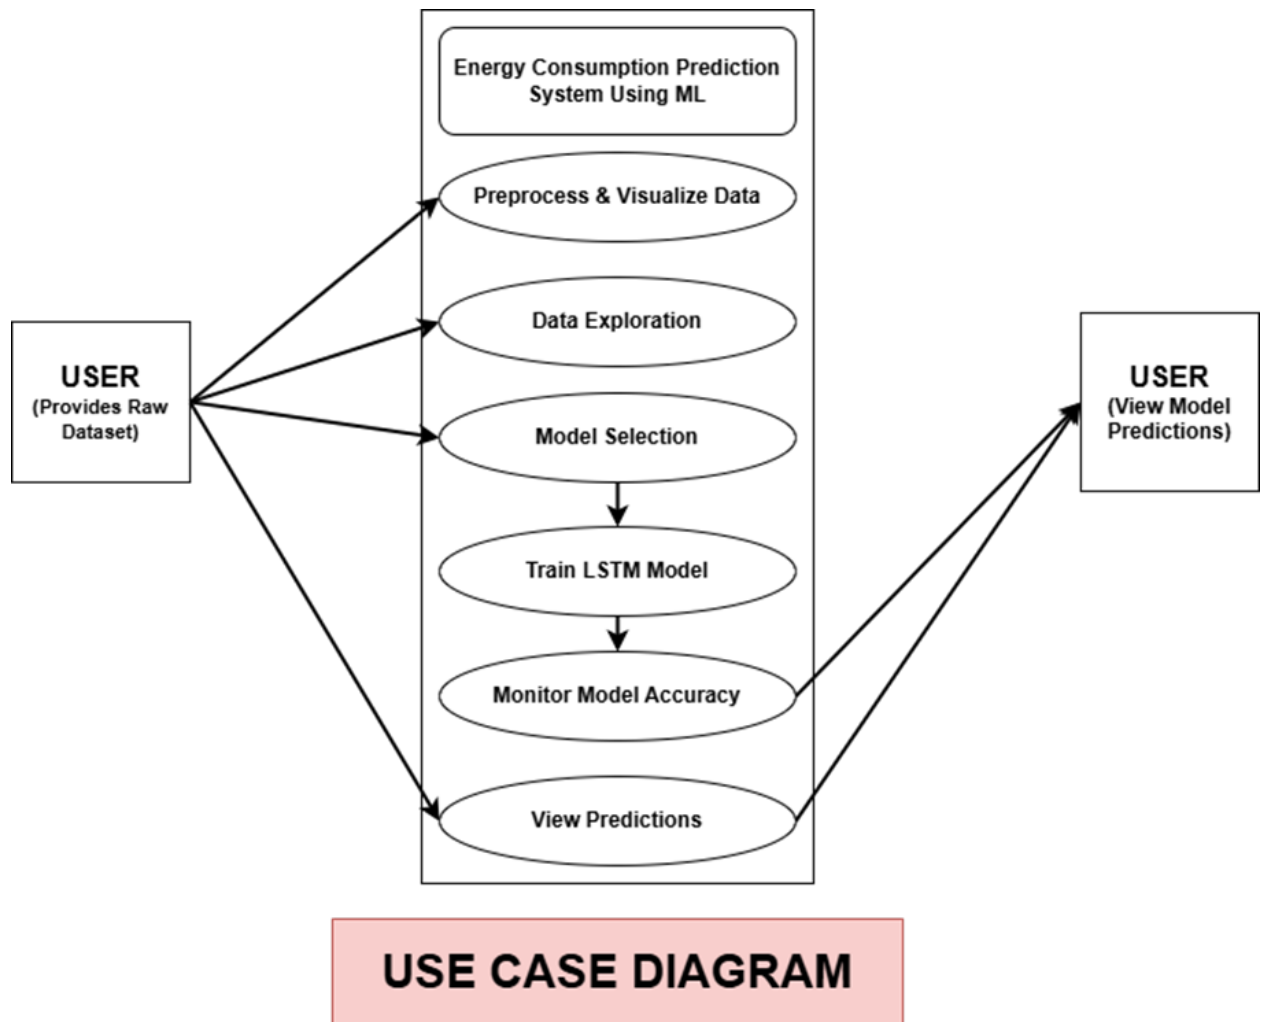 Energy Consumption Prediction
System Using ML
Preprocess & Visualize Data
Data Exploration
USER
(Provides Raw
Dataset)
Model Selection
USER
(View Model
Predictions)
Train LSTM Model
Monitor Model Accuracy
View Predictions
USE CASE DIAGRAM